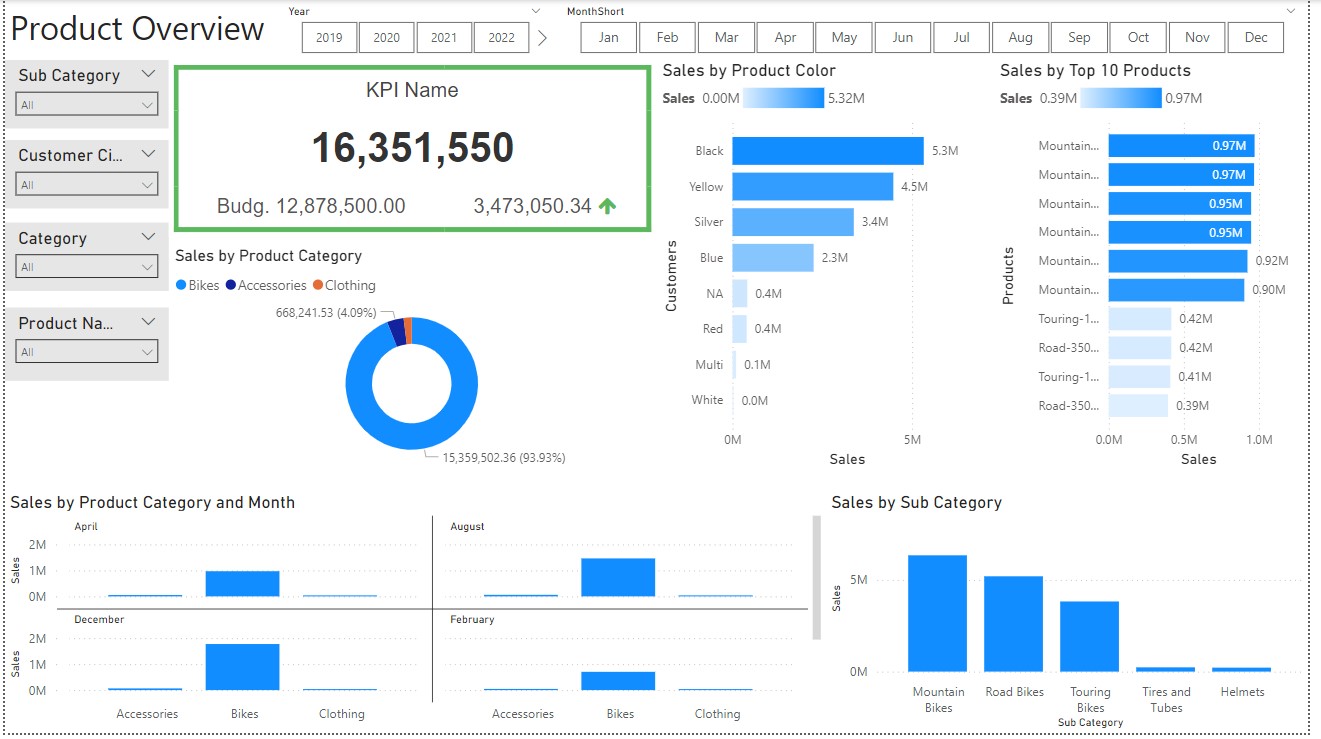 Product Overview
Year
2019 2020 2021 2022
MonthShort
Jan Feb Mar Apr May Jun Jul Aug Sep Oct Nov Dec
Sub Category
All
Customer Ci...
All
Category
All
Product Na...
All
KPI Name
16,351,550
Budg. 12,878,500.00 3,473,050.34
Sales by Product Category
Bikes Accessories Clothing
668,241.53 (4.09%)
15,359,502.36 (93.93%)
Sales by Product Color
Sales 0.00M 5.32M
Customers
Black 5.3M
Yellow 4.5M
Silver 3.4M
Blue 2.3M
NA 0.4M
Red 0.4M
Multi 0.1M
White 0.0M
0M 5M
Sales
Sales by Top 10 Products
Sales 0.39M 0.97M
Products
Mountain... 0.97M
Mountain... 0.97M
Mountain... 0.95M
Mountain... 0.95M
Mountain... 0.92M
Mountain... 0.90M
Touring-1... 0.42M
Road-350... 0.42M
Touring-1... 0.41M
Road-350... 0.39M
0.0M 0.5M 1.0M
Sales
Sales by Product Category and Month
April August
Sales
2M
1M
0M
December February
Sales
2M
1M
0M
Accessories Bikes Clothing Accessories Bikes Clothing
Sales by Sub Category
Sales
5M
0M
Mountain Bikes Road Bikes Touring Bikes Tires and Tubes Helmets
Sub Category